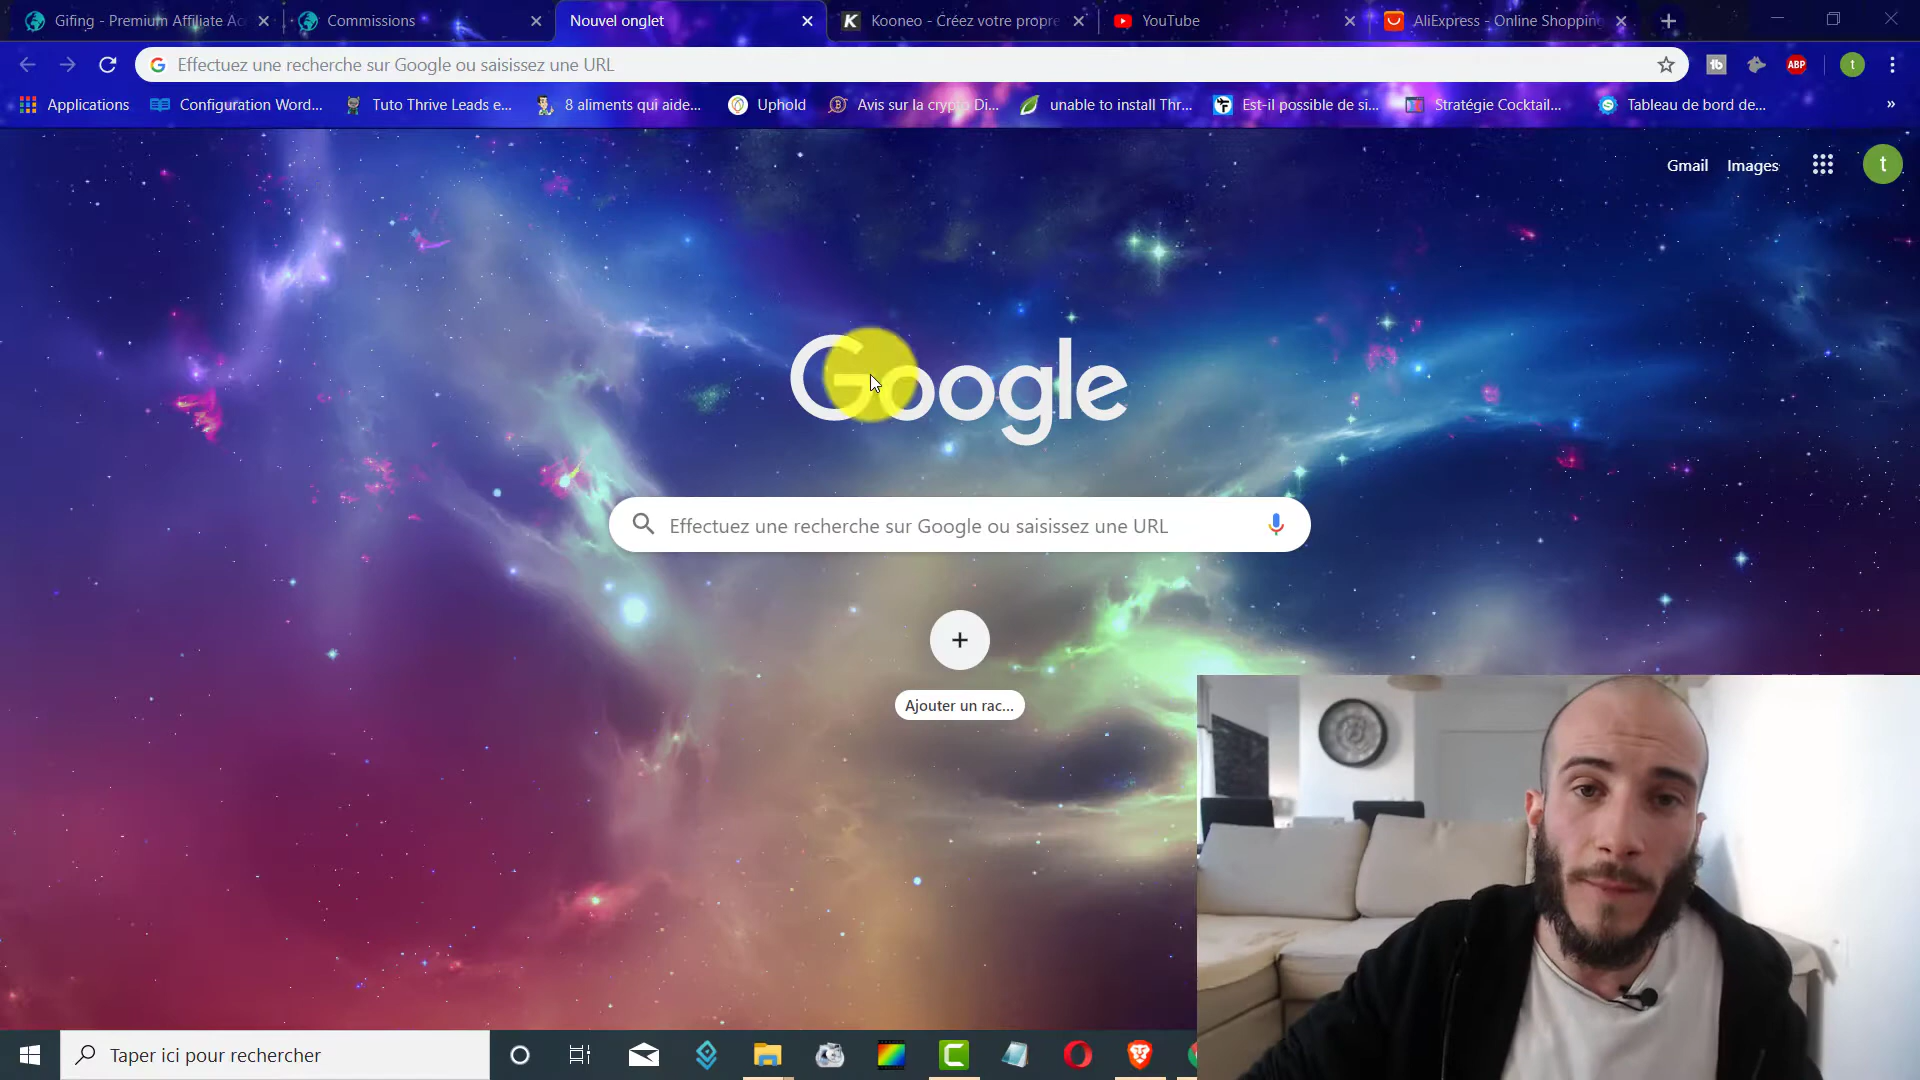 Gifing - Premium Affiliate Ac
Commissions
Nouvel onglet
Kooneo - Créez votre propre
YouTube
AliExpress - Online Shopping
Effectuez une recherche sur Google ou saisissez une URL
ABP
t
Applications
Configuration Word...
Tuto Thrive Leads e...
8 aliments qui aide...
Uphold
Avis sur la crypto Di...
unable to install Thr...
Est-il possible de si...
Stratégie Cocktail...
Tableau de bord de...
»
Gmail
Images
t
Google
Effectuez une recherche sur Google ou saisissez une URL
Ajouter un rac...
Taper ici pour rechercher